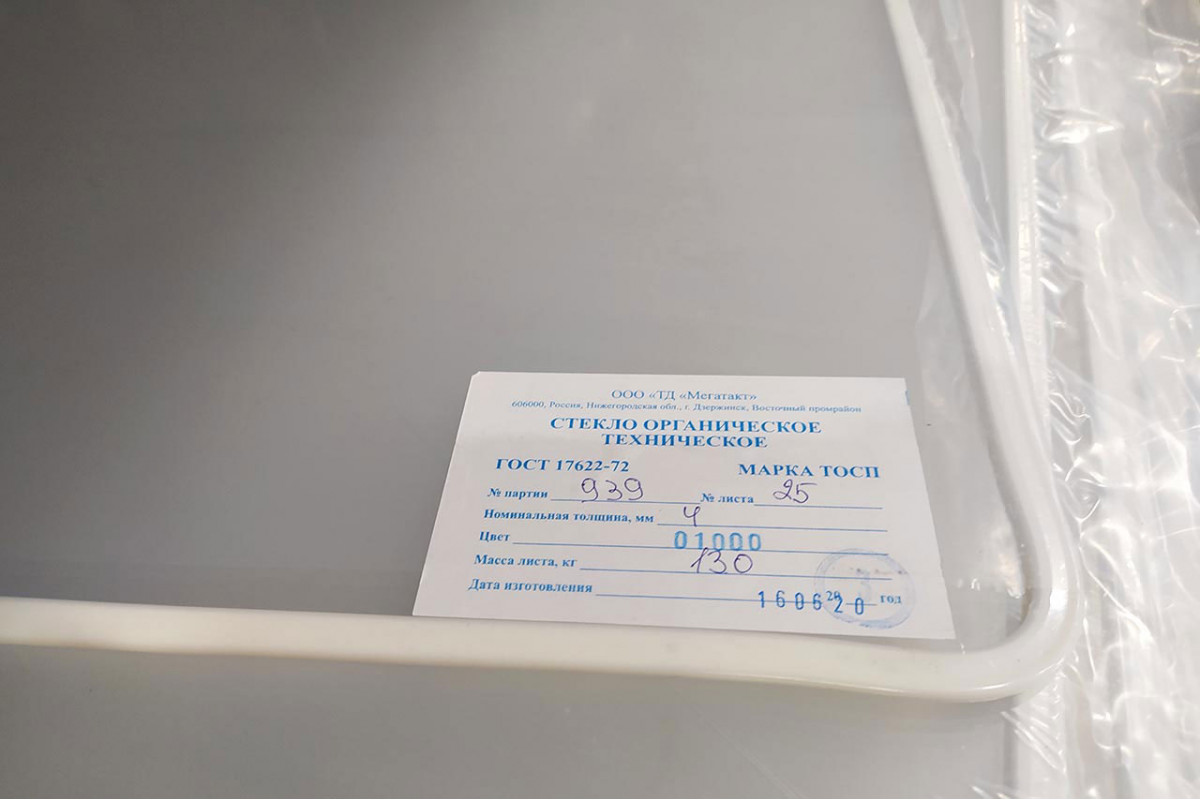 ООО «ТД «Мегатакт»
606000, Россия, Нижегородская обл., г. Дзержинск, Восточный промрайон
СТЕКЛО ОРГАНИЧЕСКОЕ
ТЕХНИЧЕСКОЕ
ГОСТ 17622-72 МАРКА ТОСП
№ партии 939 № листа 25
Номинальная толщина, мм 4
Цвет 01000
Масса листа, кг 130
Дата изготовления 160620 20 год